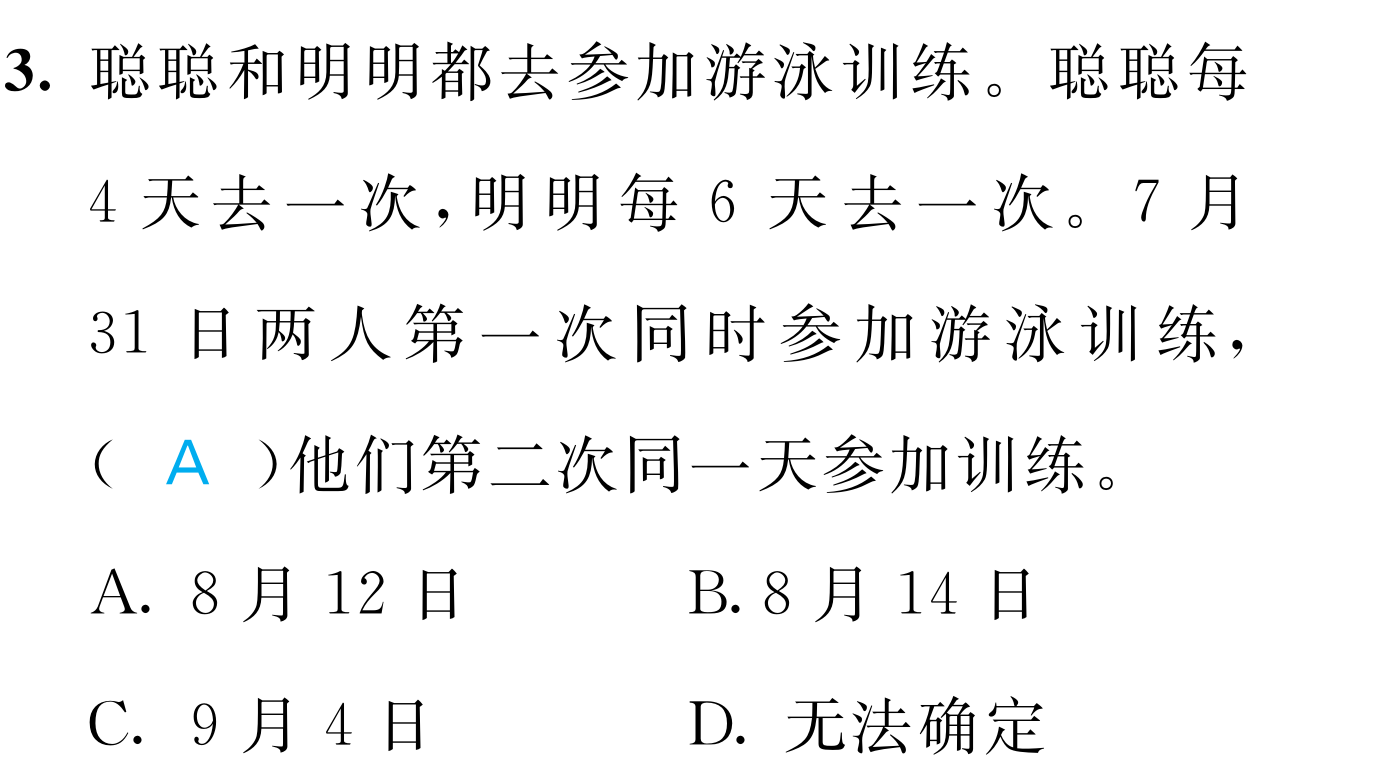 3. 聪聪和明明都去参加游泳训练。聪聪每
4 天去一次,明明每 6 天去一次。7 月
31 日两人第一次同时参加游泳训练,
( A )他们第二次同一天参加训练。
A. 8 月 12 日 B. 8 月 14 日
C. 9 月 4 日 D. 无法确定